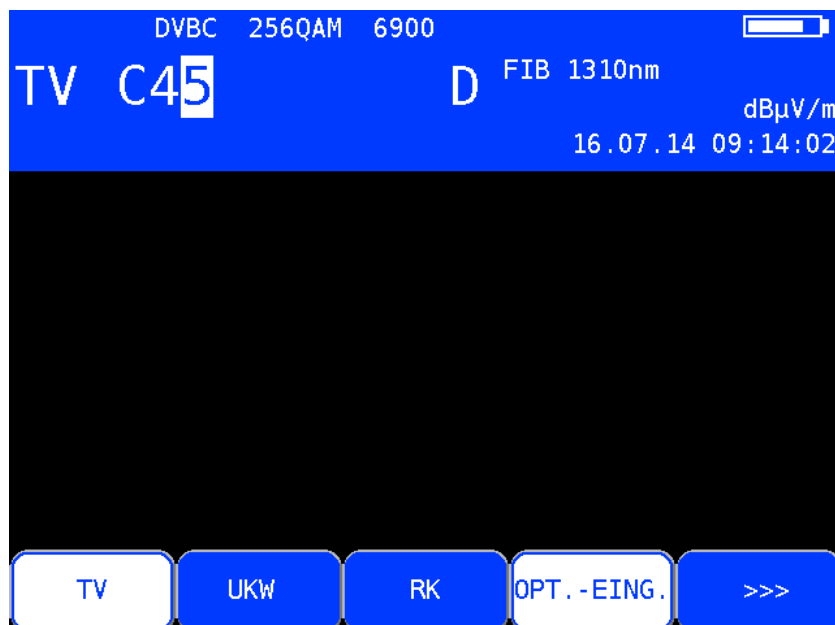 DVBC 256QAM 6900
TV C45 D FIB 1310nm
dBµV/m
16.07.14 09:14:02
TV UKW RK OPT.-EING. >>>